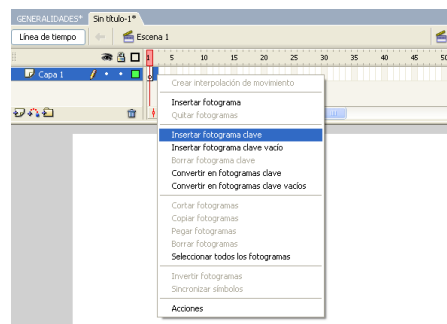 GENERALIDADES* Sin título-1*
Línea de tiempo Escena 1
1 5 10 15 20 25 30 35 40 45 50
Capa 1
Crear interpolación de movimiento
Insertar fotograma
Quitar fotogramas
Insertar fotograma clave
Insertar fotograma clave vacío
Borrar fotograma clave
Convertir en fotogramas clave
Convertir en fotogramas clave vacíos
Cortar fotogramas
Copiar fotogramas
Pegar fotogramas
Borrar fotogramas
Seleccionar todos los fotogramas
Invertir fotogramas
Sincronizar símbolos
Acciones